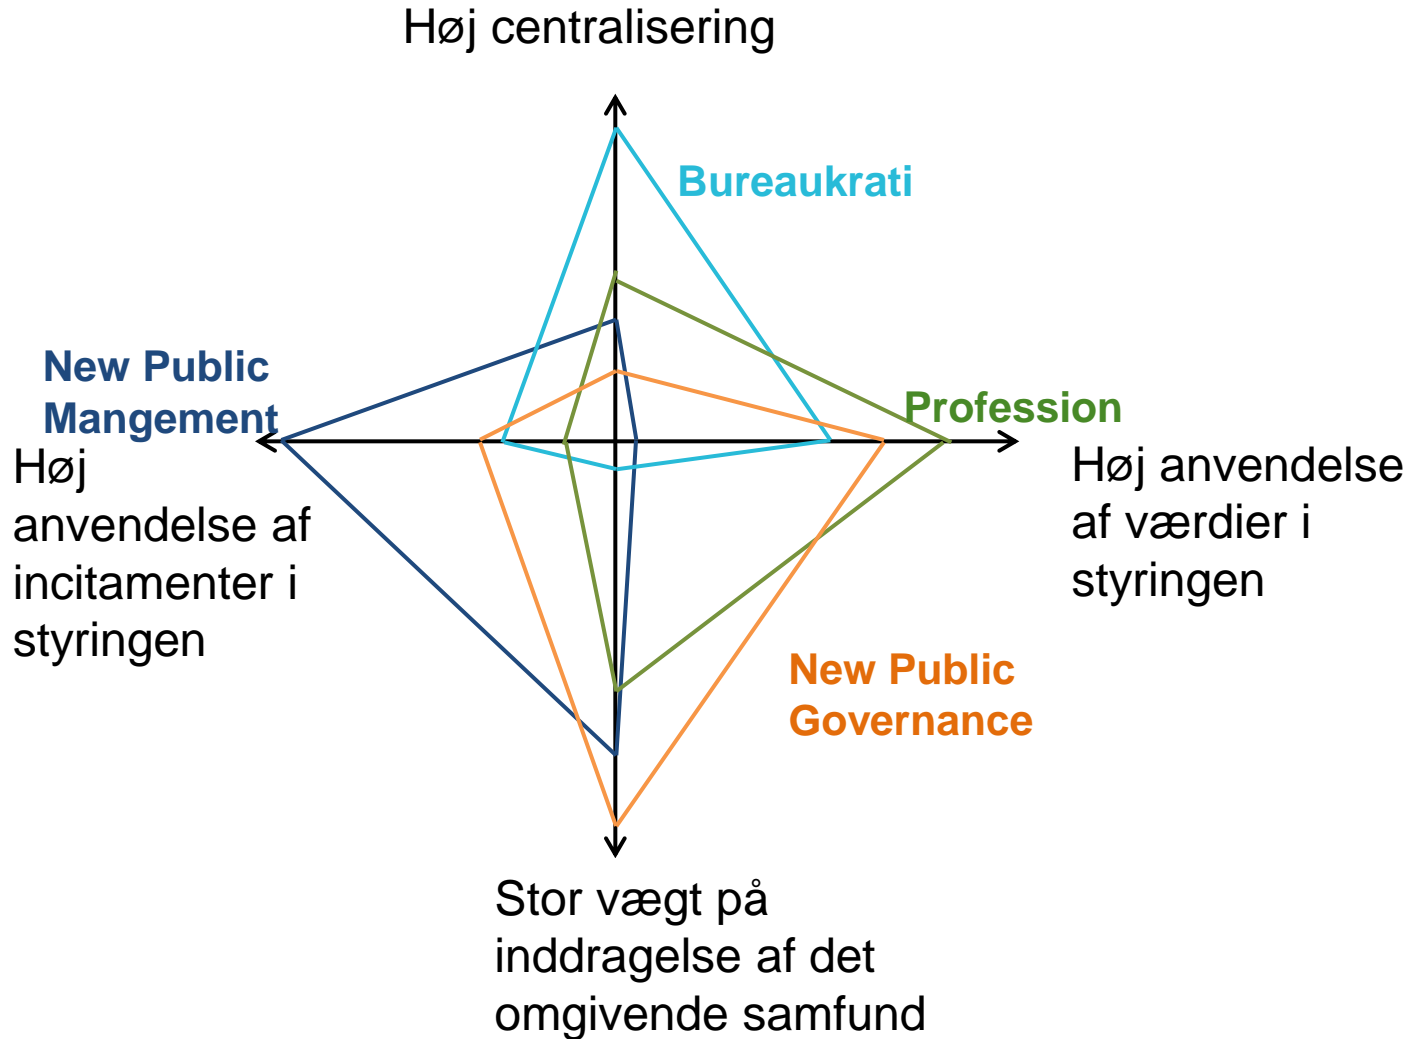 Høj centralisering
Bureaukrati
New Public
Mangement
Profession
Høj
anvendelse af
incitamenter i
styringen
Høj anvendelse
af værdier i
styringen
New Public
Governance
Stor vægt på
inddragelse af det
omgivende samfund